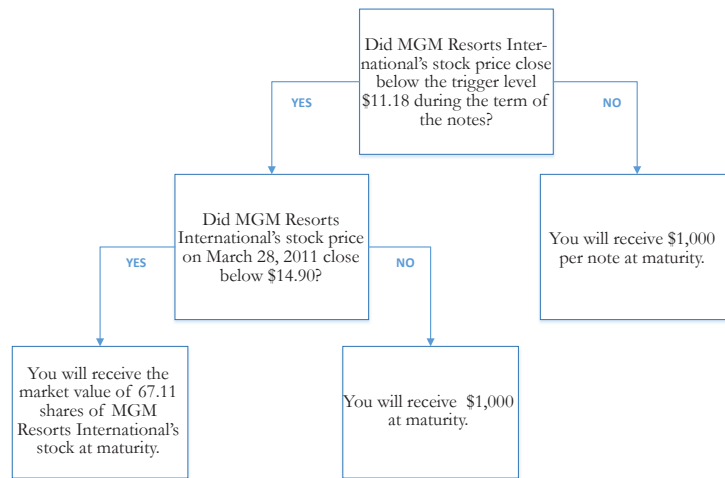 Did MGM Resorts Inter-
national's stock price close
below the trigger level
$11.18 during the term of
the notes?
YES
NO
Did MGM Resorts
International's stock price
on March 28, 2011 close
below $14.90?
You will receive $1,000
per note at maturity.
YES
NO
You will receive the
market value of 67.11
shares of MGM
Resorts International's
stock at maturity.
You will receive $1,000
at maturity.